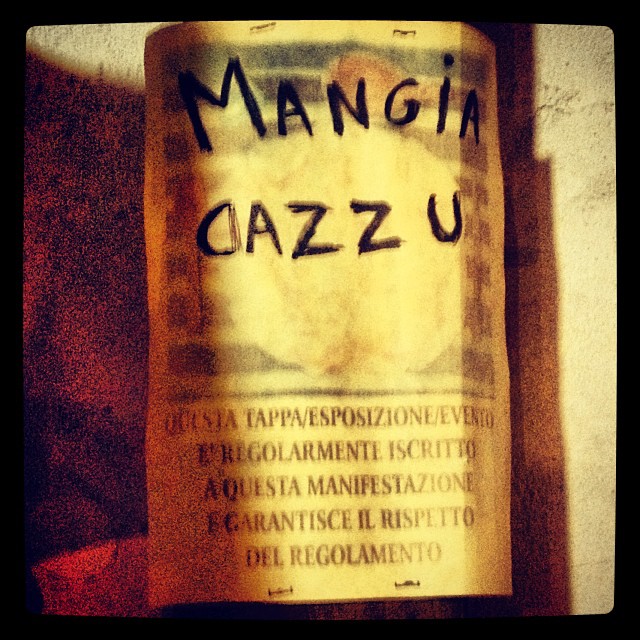 MANGiA
CAZZU
QUESTA TAPPA/ESPOSIZIONE/EVENTO
E' REGOLARMENTE ISCRITTO
A QUESTA MANIFESTAZIONE
E GARANTISCE IL RISPETTO
DEL REGOLAMENTO